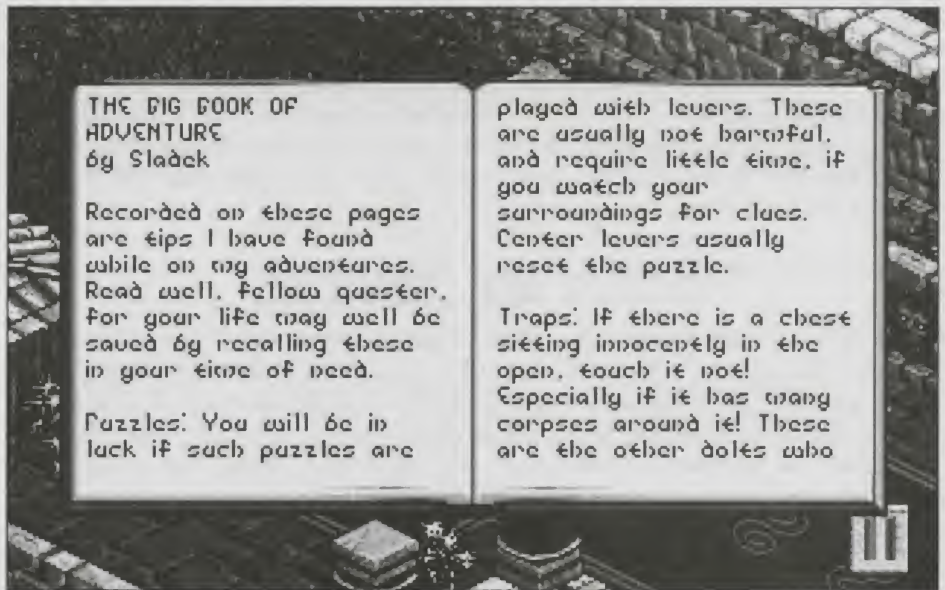 THE BIG BOOK OF
ADVENTURE
by Sladek
Recorded on these pages
are tips I have found
while on my adventures.
Read well, fellow quester,
for your life may well be
saved by recalling these
in your time of need.
Puzzles: You will be in
luck if such puzzles are
played with levers. These
are usually not harmful,
and require little time, if
you watch your
surroundings for clues.
Center levers usually
reset the puzzle.
Traps: If there is a chest
sitting innocently in the
open, touch it not!
Especially if it has many
corpses around it! These
are the other dolts who